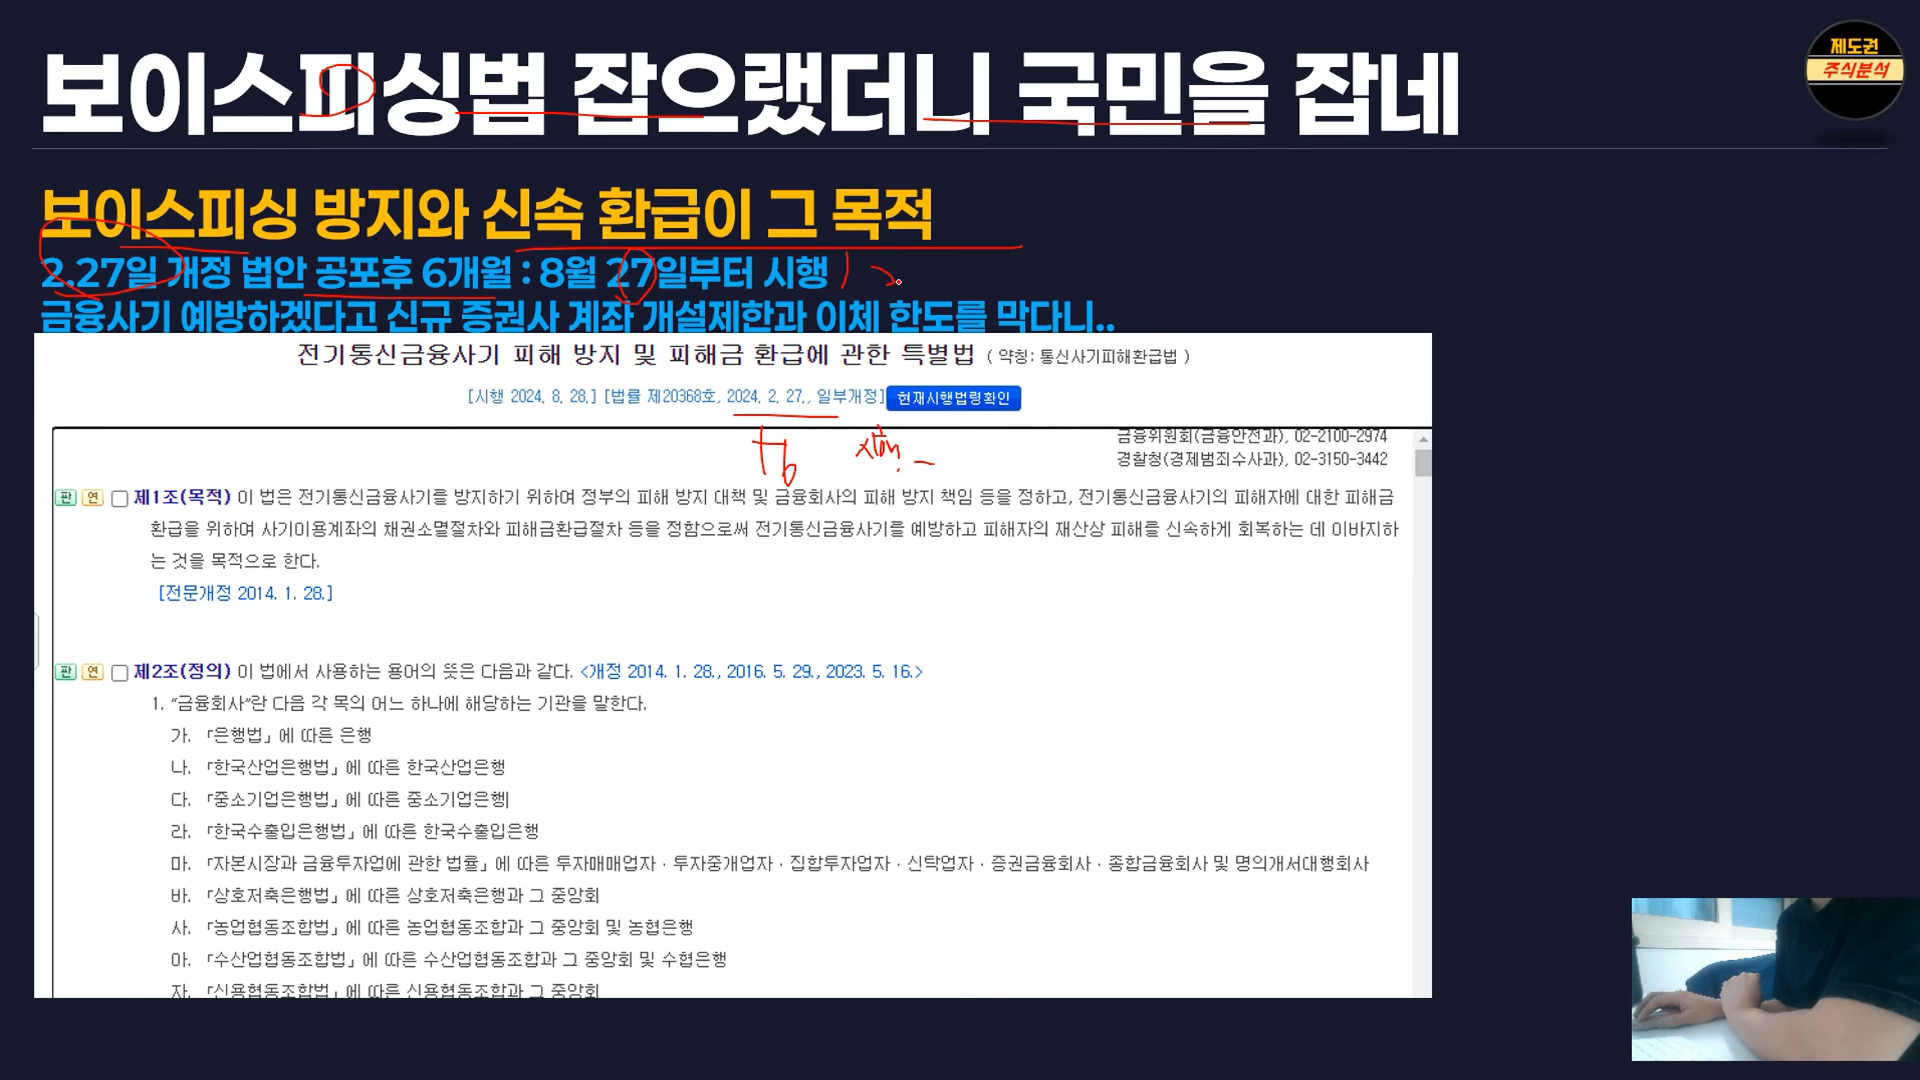 보이스피싱법 잡으랬더니 국민을 잡네
제도권
주식분석
보이스피싱 방지와 신속 환급이 그 목적
2.27일 개정 법안 공포후 6개월 : 8월 27일부터 시행
금융사기 예방하겠다고 신규 증권사 계좌 개설제한과 이체 한도를 막다니..
전기통신금융사기 피해 방지 및 피해금 환급에 관한 특별법 ( 약칭: 통신사기피해환급법 )
[시행 2024. 8. 28.] [법률 제20368호, 2024. 2. 27., 일부개정] 현재시행법령확인
+6
금융위원회(금융안전과), 02-2100-2974
경찰청(경제범죄수사과), 02-3150-3442
판 연 제1조(목적) 이 법은 전기통신금융사기를 방지하기 위하여 정부의 피해 방지 대책 및 금융회사의 피해 방지 책임 등을 정하고, 전기통신금융사기의 피해자에 대한 피해금
환급을 위하여 사기이용계좌의 채권소멸절차와 피해금환급절차 등을 정함으로써 전기통신금융사기를 예방하고 피해자의 재산상 피해를 신속하게 회복하는 데 이바지하
는 것을 목적으로 한다.
[전문개정 2014. 1. 28.]
판 연 제2조(정의) 이 법에서 사용하는 용어의 뜻은 다음과 같다. <개정 2014. 1. 28., 2016. 5. 29., 2023. 5. 16.>
1. “금융회사”란 다음 각 목의 어느 하나에 해당하는 기관을 말한다.
가. 「은행법」에 따른 은행
나. 「한국산업은행법」에 따른 한국산업은행
다. 「중소기업은행법」에 따른 중소기업은행
라. 「한국수출입은행법」에 따른 한국수출입은행
마. 「자본시장과 금융투자업에 관한 법률」에 따른 투자매매업자ㆍ투자중개업자ㆍ집합투자업자ㆍ신탁업자ㆍ증권금융회사ㆍ종합금융회사 및 명의개서대행회사
바. 「상호저축은행법」에 따른 상호저축은행과 그 중앙회
사. 「농업협동조합법」에 따른 농업협동조합과 그 중앙회 및 농협은행
아. 「수산업협동조합법」에 따른 수산업협동조합과 그 중앙회 및 수협은행
자. 「신용협동조합법」에 따른 신용협동조합과 그 중앙회